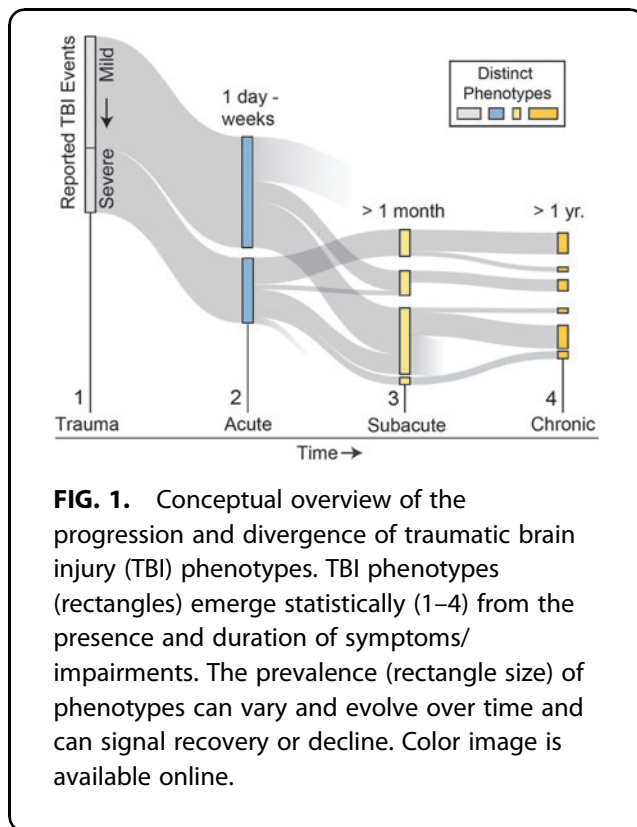 Reported TBI Events
Mild
Severe
1 day -
weeks
> 1 month
> 1 yr.
Distinct
Phenotypes
1
2
3
4
Trauma
Acute
Subacute
Chronic
Time
FIG. 1. Conceptual overview of the
progression and divergence of traumatic brain
injury (TBI) phenotypes. TBI phenotypes
(rectangles) emerge statistically (1–4) from the
presence and duration of symptoms/
impairments. The prevalence (rectangle size) of
phenotypes can vary and evolve over time and
can signal recovery or decline. Color image is
available online.